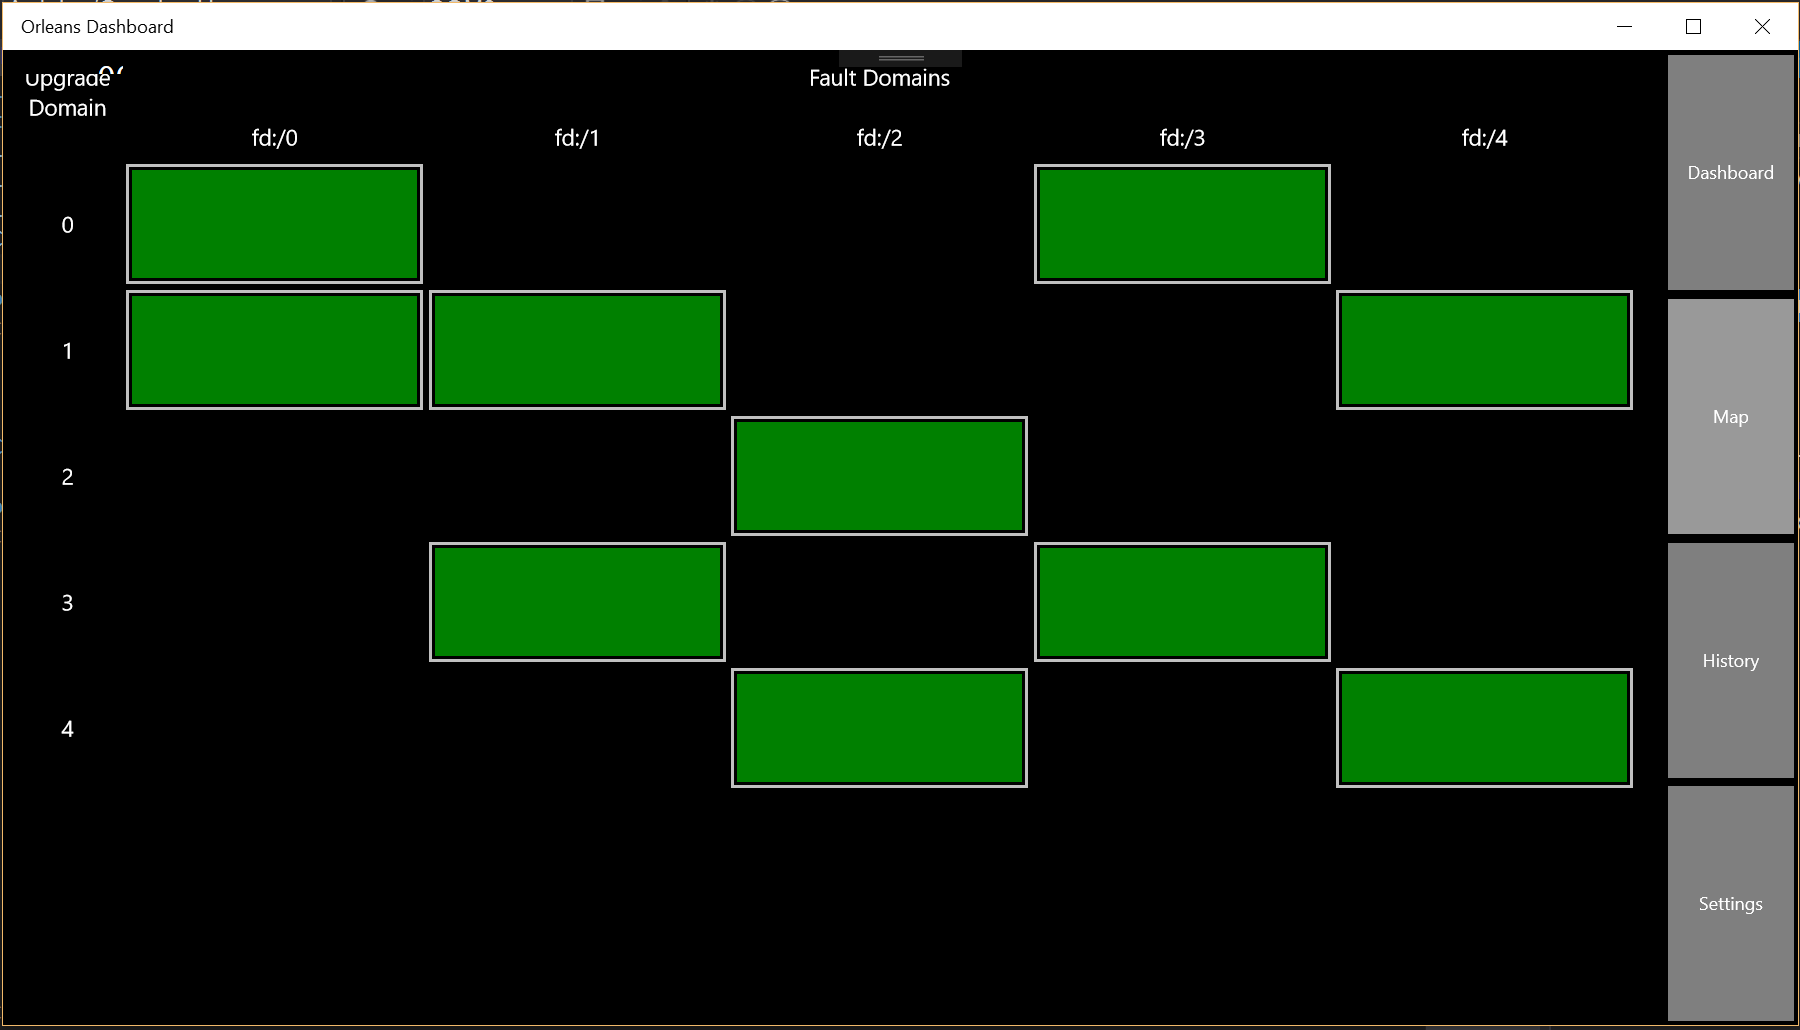 Orleans Dashboard
Upgrade
Domain
Fault Domains
fd:/0 fd:/1 fd:/2 fd:/3 fd:/4
0
1
2
3
4
Dashboard
Map
History
Settings